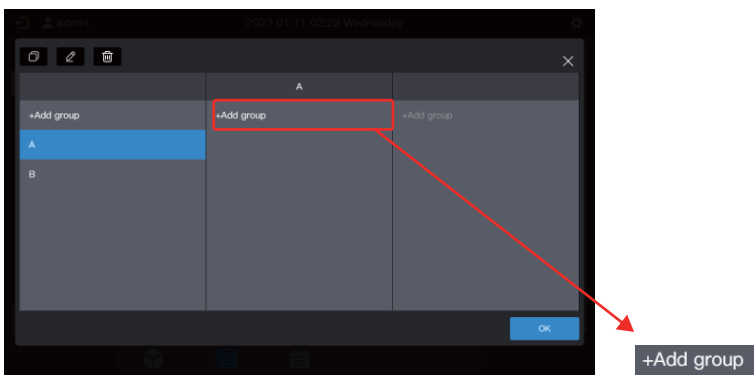 admin 2023 01 11 02:29 Wednesday
A
+Add group +Add group +Add group
A
B
OK
+Add group